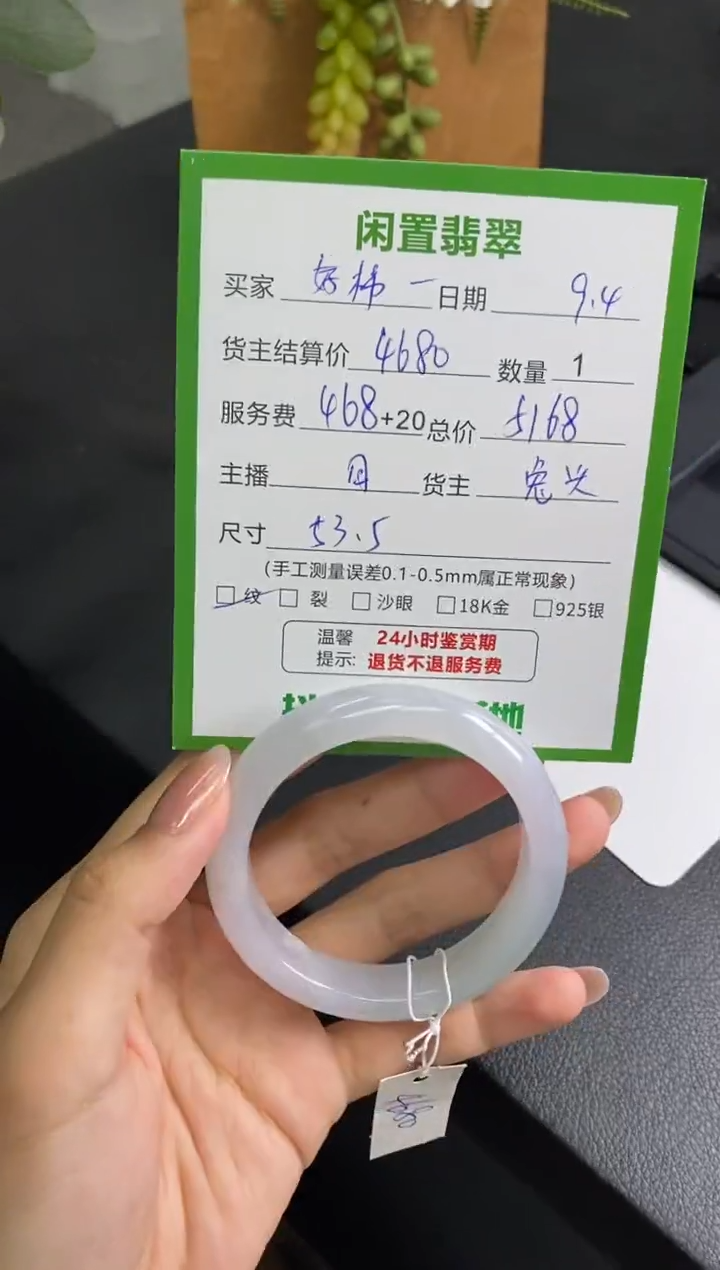 闲置翡翠
买家 好柿一 日期 9.4
货主结算价 4680 数量 1
服务费 468+20 总价 5168
主播 货主
尺寸 53.5
(手工测量误差0.1-0.5mm属正常现象)
纹 裂 沙眼 18K金 925银
温馨 24小时鉴赏期
提示: 退货不退服务费